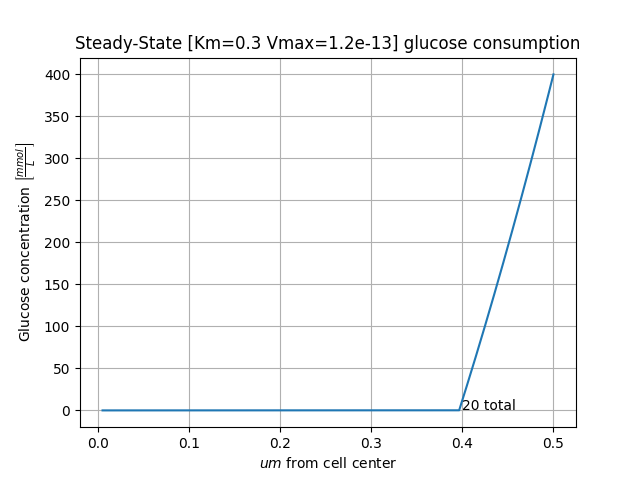 Steady-State [Km=0.3 Vmax=1.2e-13] glucose consumption
Glucose concentration [mmol/L]
400
350
300
250
200
150
100
50
0
20 total
0.0 0.1 0.2 0.3 0.4 0.5
um from cell center